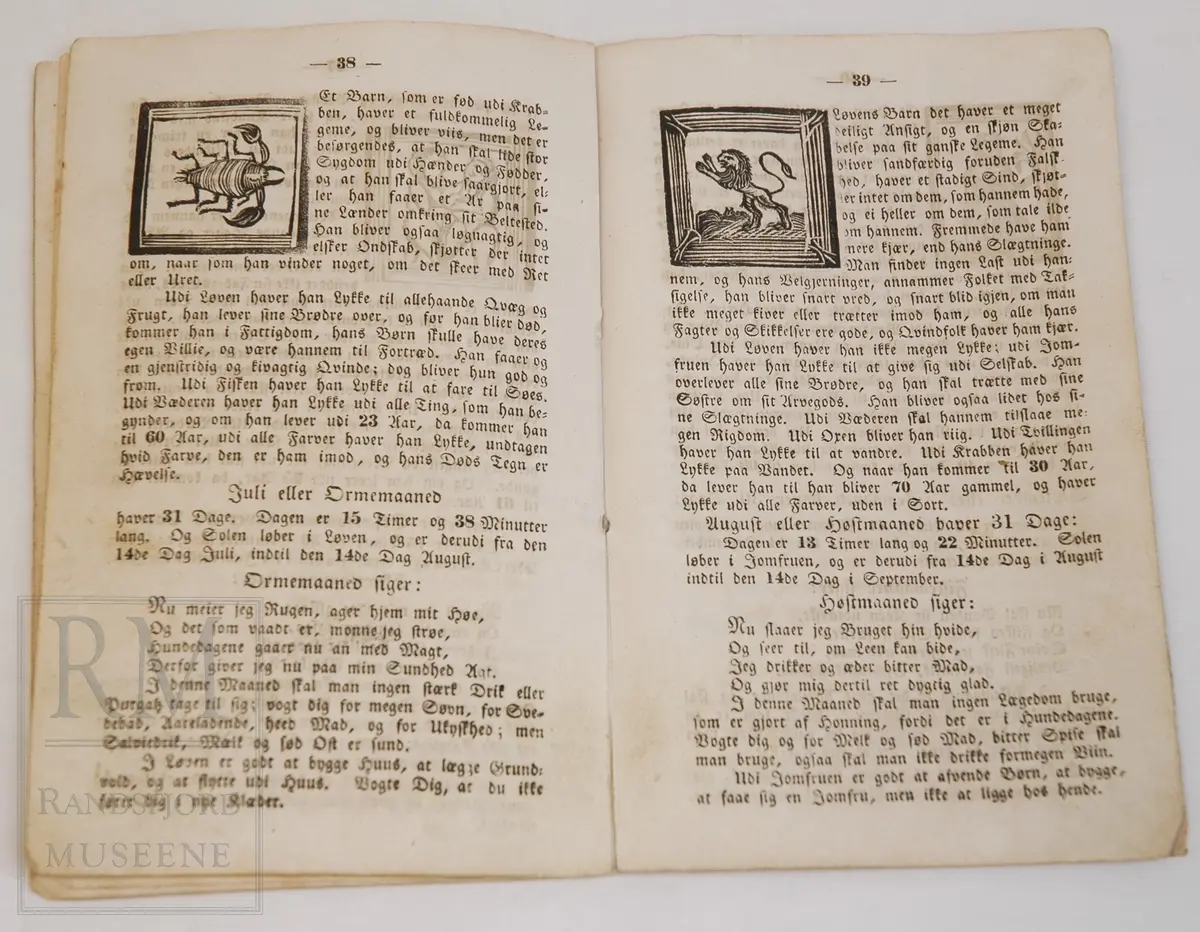 — 38 —
Et Barn, som er fød udi Krab-
ben, haver et fuldkommelig Le-
geme, og bliver viis, men det er
besørgendes, at han skal lide stor
Sygdom udi Hænder og Fødder,
og at han skal blive saargjort, el-
ler han faaer et Ar paa si-
ne Lænder omkring sit Beltested.
Han bliver ogsaa løgnagtig, og
elsker Ondskab, skjøtter der intet
om, naar som han vinder noget, om det skeer med Ret
eller Uret.
Udi Løven haver han Lykke til allehaande Qvæg og
Frugt, han lever sine Brødre over, og før han blier død,
kommer han i Fattigdom, hans Børn skulle have deres
egen Villie, og være hannem til Fortræd. Han faaer og
en gjenstridig og kivagtig Qvinde; dog bliver hun god og
from. Udi Fisken haver han Lykke til at fare til Søes.
Udi Væderen haver han Lykke udi alle Ting, som han be-
gynder, og om han lever udi 23 Aar, da kommer han
til 60 Aar, udi alle Farver haver han Lykke, undtagen
hvid Farve, den er ham imod, og hans Døds Tegn er
Hævelse.
Juli eller Ormemaaned
haver 31 Dage. Dagen er 15 Timer og 38 Minutter
lang. Og Solen løber i Løven, og er derudi fra den
14de Dag Juli, indtil den 14de Dag August.
Ormemaaned siger:
Nu meier jeg Rugen, ager hjem mit Høe,
Og det som vaadt er, monne jeg strøe,
Hundedagene gaaer nu an med Magt,
Derfor giver jeg nu paa min Sundhed Agt.
I denne Maaned skal man ingen stærk Drik eller
Purgatz tage til sig; vogt dig for megen Søvn, for Sve-
debad, Aareladende, heed Mad, og for Ukyskhed; men
Salviedrik, Mælk og sød Ost er sund.
I Løven er godt at bygge Huus, at lægge Grund-
vold, og at flytte udi Huus. Vogte Dig, at du ikke
fører dig i nye Klæder.
— 39 —
Løvens Barn det haver et meget
deiligt Ansigt, og en skjøn Ska-
belse paa sit ganske Legeme. Han
bliver sandfærdig foruden Falsk-
hed, haver et stadigt Sind, skjøt-
er intet om dem, som hannem hade,
og ei heller om dem, som tale ilde
om hannem. Fremmede have ham
mere kjær, end hans Slægtninge.
Man finder ingen Last udi han-
nem, og hans Velgjerninger, annammer Folket med Tak-
sigelse, han bliver snart vred, og snart blid igjen, om man
ikke meget kiver eller trætter imod ham, og alle hans
Fagter og Skikkelser ere gode, og Qvindfolk haver ham kjær.
Udi Løven haver han ikke megen Lykke; udi Jom-
fruen haver han Lykke til at give sig udi Selskab. Han
overlever alle sine Brødre, og han skal trætte med sine
Søstre om sit Arvegods. Han bliver ogsaa lidet hos si-
ne Slægtninge. Udi Væderen skal hannem tilstaae me-
gen Rigdom. Udi Oxen bliver han riig. Udi Tvillingen
haver han Lykke til at vandre. Udi Krabben haver han
Lykke paa Vandet. Og naar han kommer til 30 Aar,
da lever han til han bliver 70 Aar gammel, og haver
Lykke udi alle Farver, uden i Sort.
August eller Høstmaaned haver 31 Dage:
Dagen er 13 Timer lang og 22 Minutter. Solen
løber i Jomfruen, og er derudi fra 14de Dag i August
indtil den 14de Dag i September.
Høstmaaned siger:
Nu staaer jeg Bruget hin hvide,
Og seer til, om Leen kan bide,
Jeg drikker og æder bitter Mad,
Og gjør mig dertil ret dygtig glad.
I denne Maaned skal man ingen Lægedom bruge,
som er gjort af Honning, fordi det er i Hundedagene.
Vogte dig og for Melk og sød Mad, bitter Spise skal
man bruge, ogsaa skal man ikke drikke formegen Viin.
Udi Jomfruen er godt at afvende Børn, at bygge,
at faae sig en Jomfru, men ikke at ligge hos hende.
RM
RANDSFJORD
MUSEENE